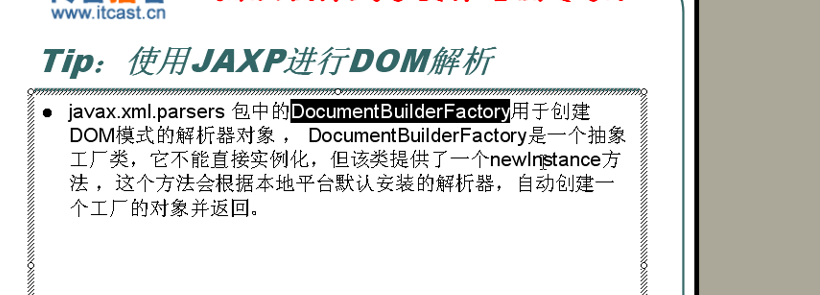 www.itcast.cn
Tip：使用JAXP进行DOM解析
● javax.xml.parsers 包中的DocumentBuilderFactory用于创建
DOM模式的解析器对象 ， DocumentBuilderFactory是一个抽象
工厂类，它不能直接实例化，但该类提供了一个newInstance方
法 ，这个方法会根据本地平台默认安装的解析器，自动创建一
个工厂的对象并返回。